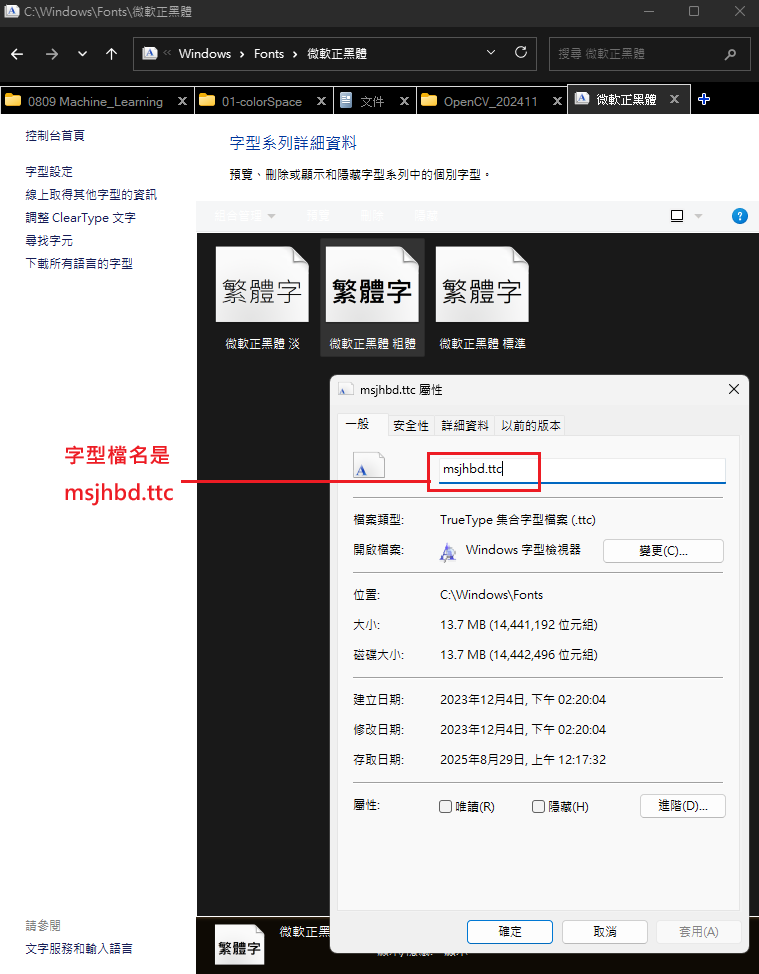 C:\Windows\Fonts\微軟正黑體
Windows > Fonts > 微軟正黑體
搜尋 微軟正黑體
0809 Machine_Learning
01-colorSpace
文件
OpenCV_202411
微軟正黑體
控制台首頁
字型設定
線上取得其他字型的資訊
調整 ClearType 文字
尋找字元
下載所有語言的字型
字型系列詳細資料
預覽、刪除或顯示和隱藏字型系列中的個別字型。
繁體字
繁體字
繁體字
微軟正黑體 淡
微軟正黑體 粗體
微軟正黑體 標準
字型檔名是
msjhbd.ttc
msjhbd.ttc 屬性
一般
安全性
詳細資料
以前的版本
msjhbd.ttc
檔案類型:
TrueType 集合字型檔案 (.ttc)
開啟檔案:
Windows 字型檢視器
變更(C)...
位置:
C:\Windows\Fonts
大小:
13.7 MB (14,441,192 位元組)
磁碟大小:
13.7 MB (14,442,496 位元組)
建立日期:
2023年12月4日, 下午 02:20:04
修改日期:
2023年12月4日, 下午 02:20:04
存取日期:
2025年8月29日, 上午 12:17:32
屬性:
唯讀(R)
隱藏(H)
進階(D)...
確定
取消
套用(A)
請參閱
文字服務和輸入語言
繁體字
微軟正黑